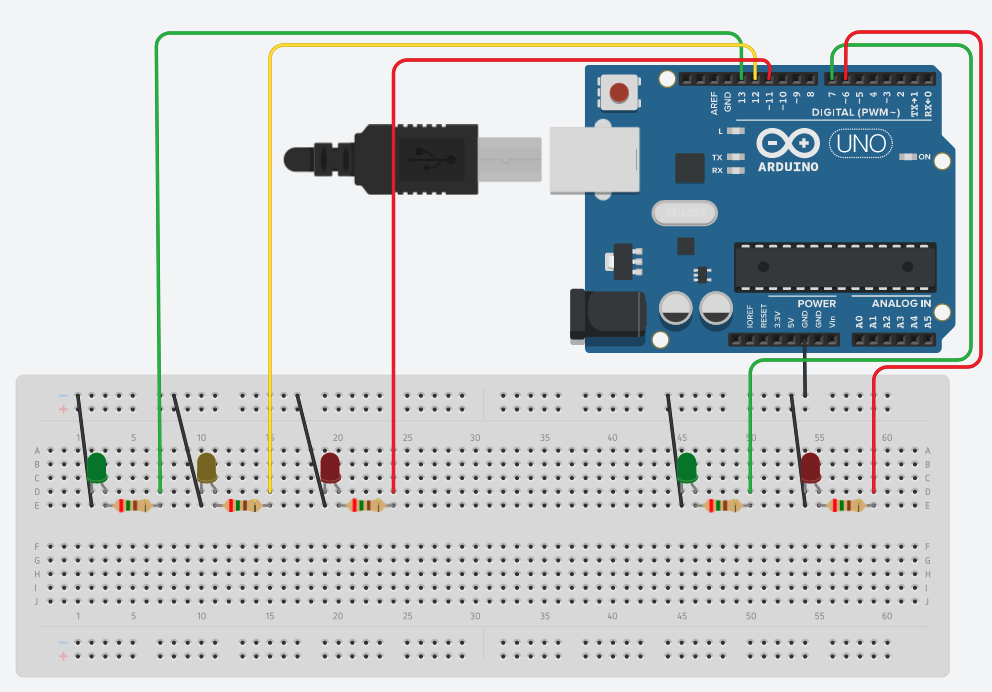 AREF
GND
13
12
~11
~10
~9
8
7
~6
~5
4
~3
2
TX→1
RX←0
DIGITAL (PWM~)
L
TX
RX
UNO
ON
ARDUINO
POWER
ANALOG IN
IOREF
RESET
3.3V
5V
GND
GND
Vin
A0
A1
A2
A3
A4
A5
1 5 10 15 20 25 30 35 40 45 50 55 60
A A
B B
C C
D D
E E
F F
G G
H H
I I
J J
1 5 10 15 20 25 30 35 40 45 50 55 60